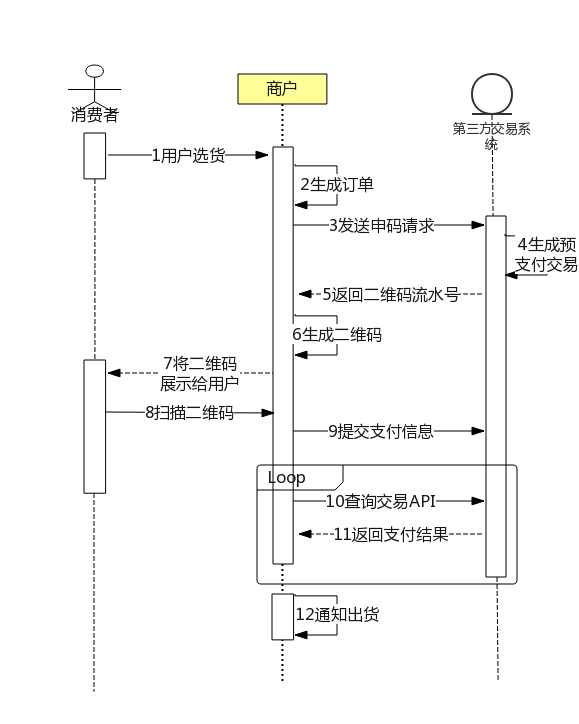 消费者
商户
第三方交易系
统
1用户选货
2生成订单
3发送申码请求
4生成预
支付交易
5返回二维码流水号
6生成二维码
7将二维码
展示给用户
8扫描二维码
9提交支付信息
Loop
10查询交易API
11返回支付结果
12通知出货